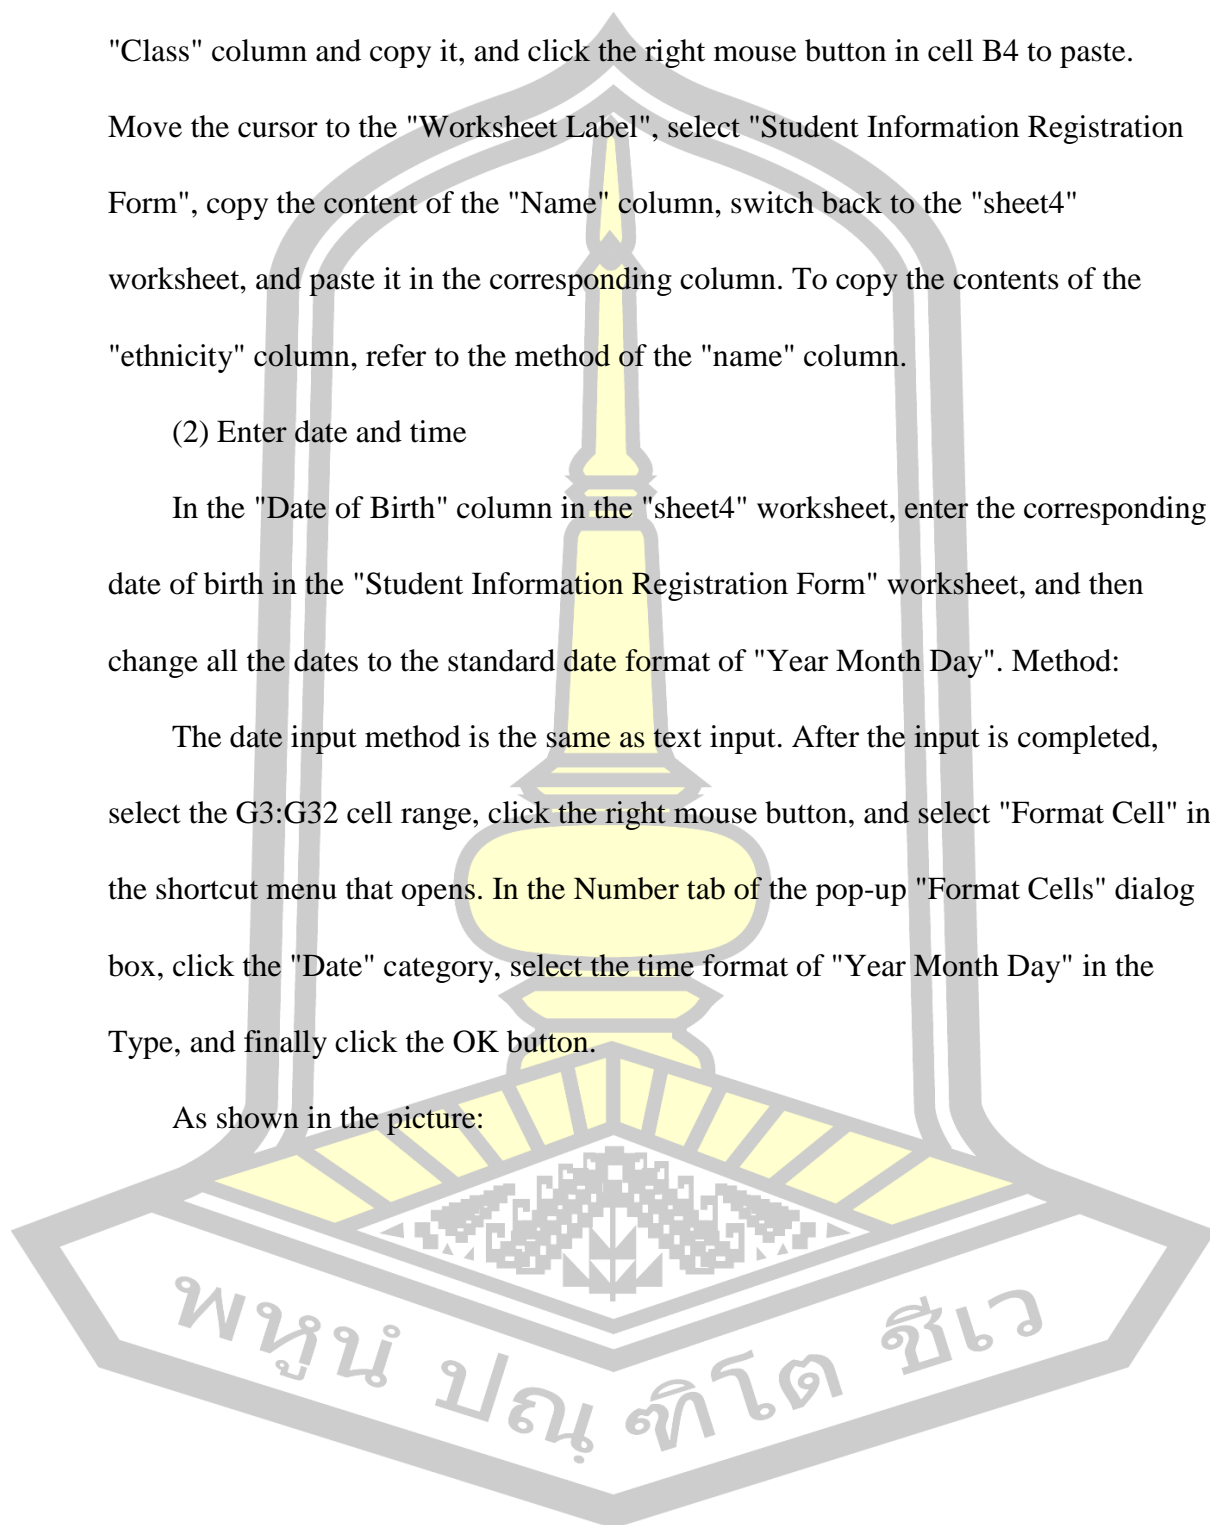 "Class" column and copy it, and click the right mouse button in cell B4 to paste.
Move the cursor to the "Worksheet Label", select "Student Information Registration
Form", copy the content of the "Name" column, switch back to the "sheet4"
worksheet, and paste it in the corresponding column. To copy the contents of the
"ethnicity" column, refer to the method of the "name" column.
(2) Enter date and time
In the "Date of Birth" column in the "sheet4" worksheet, enter the corresponding
date of birth in the "Student Information Registration Form" worksheet, and then
change all the dates to the standard date format of "Year Month Day". Method:
The date input method is the same as text input. After the input is completed,
select the G3:G32 cell range, click the right mouse button, and select "Format Cell" in
the shortcut menu that opens. In the Number tab of the pop-up "Format Cells" dialog
box, click the "Date" category, select the time format of "Year Month Day" in the
Type, and finally click the OK button.
As shown in the picture:
พหูนํ ปณฺ ฑิโต ชีเว